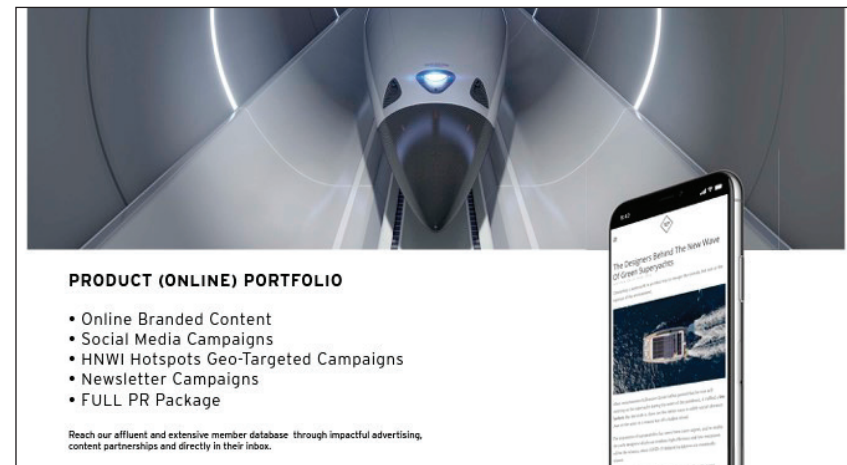 9:42
The Designers Behind The New Wave
Of Green Superyachts
PRODUCT (ONLINE) PORTFOLIO
• Online Branded Content
• Social Media Campaigns
• HNWI Hotspots Geo-Targeted Campaigns
• Newsletter Campaigns
• FULL PR Package
Reach our affluent and extensive member database through impactful advertising,
content partnerships and directly in their inbox.